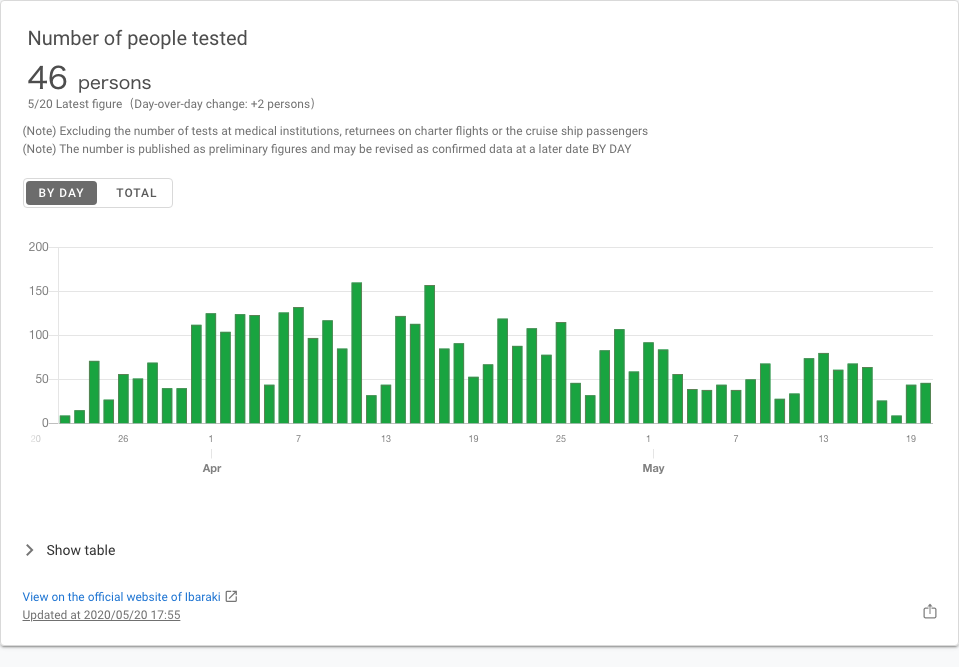 Number of people tested
46 persons
5/20 Latest figure（Day-over-day change: +2 persons）
(Note) Excluding the number of tests at medical institutions, returnees on charter flights or the cruise ship passengers
(Note) The number is published as preliminary figures and may be revised as confirmed data at a later date BY DAY
BY DAY TOTAL
200
150
100
50
0
20 26 1 7 13 19 25 1 7 13 19
Apr May
Show table
View on the official website of Ibaraki
Updated at 2020/05/20 17:55